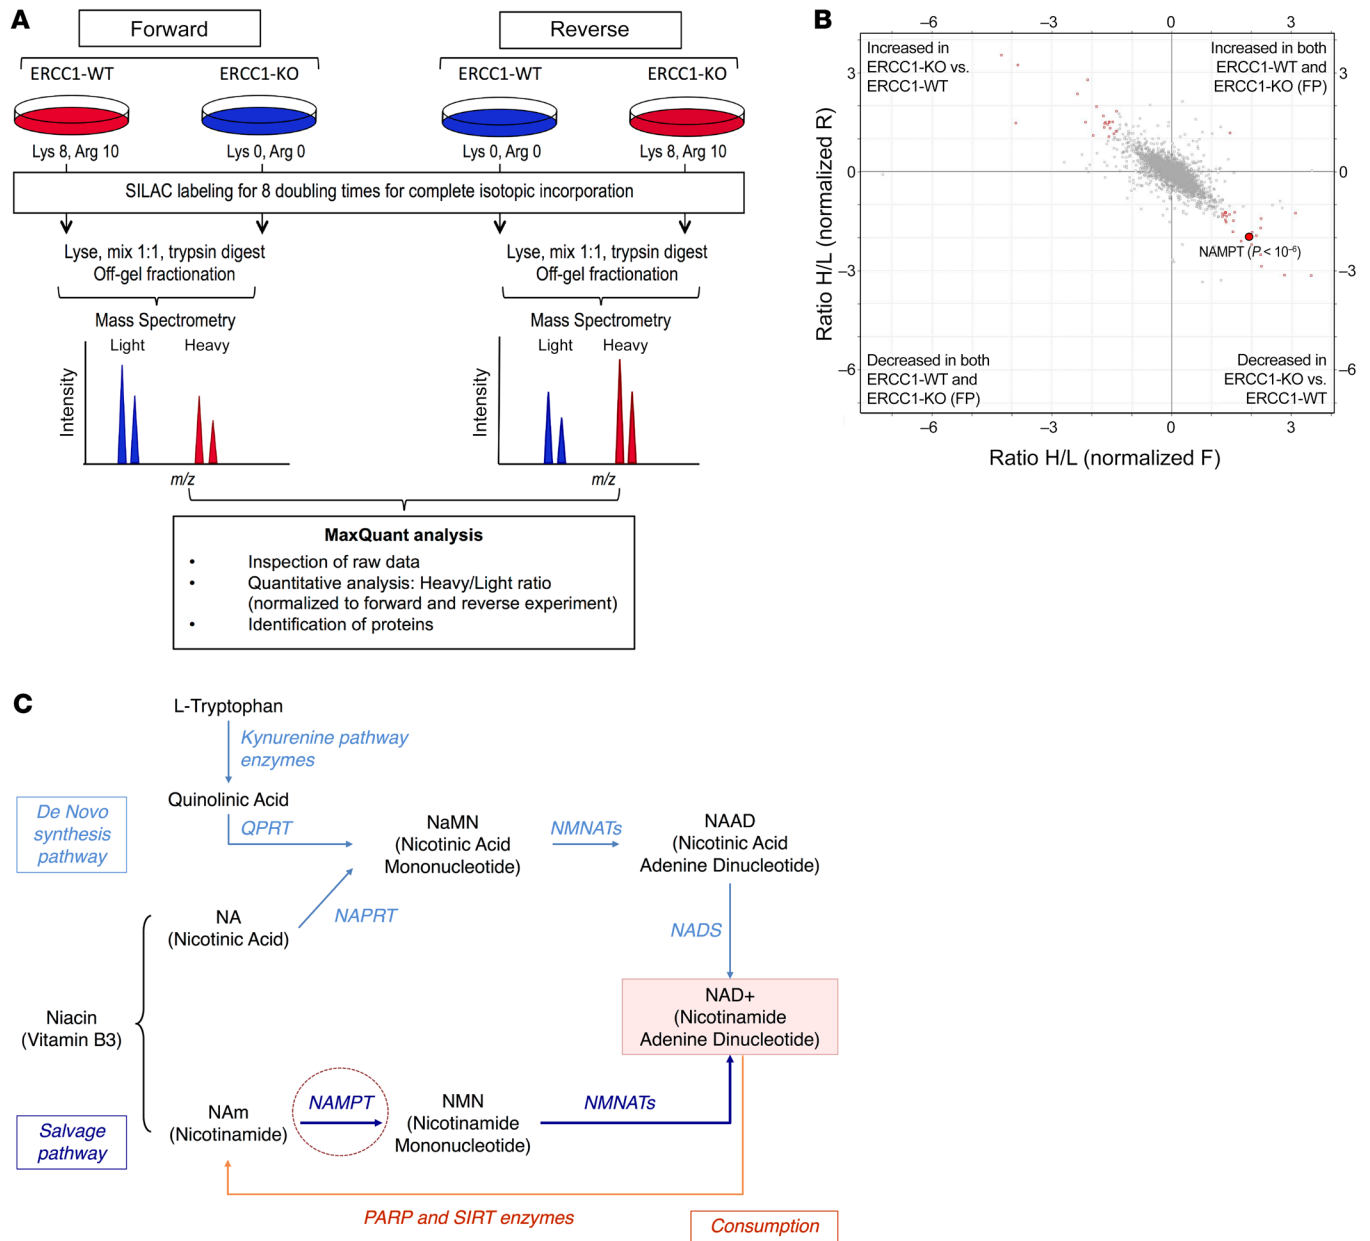 A
Forward
Reverse
ERCC1-WT
ERCC1-KO
ERCC1-WT
ERCC1-KO
Lys 8, Arg 10
Lys 0, Arg 0
Lys 0, Arg 0
Lys 8, Arg 10
SILAC labeling for 8 doubling times for complete isotopic incorporation
Lyse, mix 1:1, trypsin digest
Off-gel fractionation
Lyse, mix 1:1, trypsin digest
Off-gel fractionation
Mass Spectrometry
Light
Heavy
Intensity
m/z
Mass Spectrometry
Light
Heavy
Intensity
m/z
MaxQuant analysis
• Inspection of raw data
• Quantitative analysis: Heavy/Light ratio
(normalized to forward and reverse experiment)
• Identification of proteins
B
–6
–3
0
3
Increased in
ERCC1-KO vs.
ERCC1-WT
Increased in both
ERCC1-WT and
ERCC1-KO (FP)
3
0
–3
–6
3
0
–3
–6
Ratio H/L (normalized R)
NAMPT (P < 10⁻⁶)
Decreased in both
ERCC1-WT and
ERCC1-KO (FP)
Decreased in
ERCC1-KO vs.
ERCC1-WT
–6
–3
0
3
Ratio H/L (normalized F)
C
L-Tryptophan
Kynurenine pathway
enzymes
Quinolinic Acid
De Novo
synthesis
pathway
QPRT
NaMN
(Nicotinic Acid
Mononucleotide)
NMNATs
NAAD
(Nicotinic Acid
Adenine Dinucleotide)
NA
(Nicotinic Acid)
NAPRT
NADS
Niacin
(Vitamin B3)
NAD+
(Nicotinamide
Adenine Dinucleotide)
Salvage
pathway
NAm
(Nicotinamide)
NAMPT
NMN
(Nicotinamide
Mononucleotide)
NMNATs
PARP and SIRT enzymes
Consumption